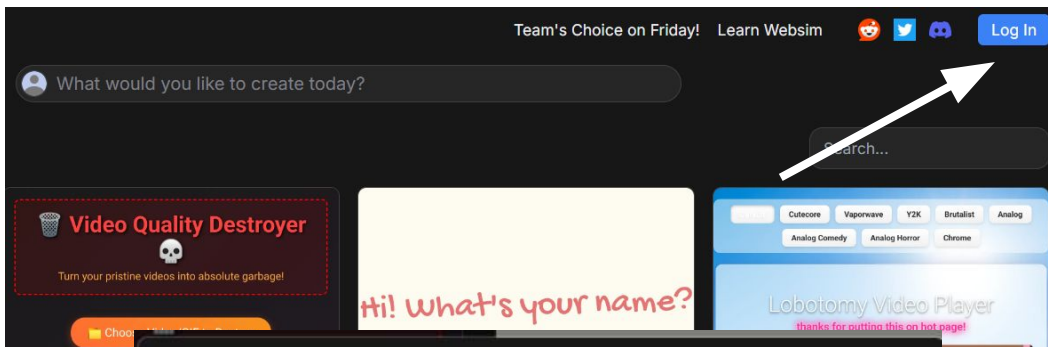 Team's Choice on Friday! Learn Websim Log In
What would you like to create today?
Search...
Video Quality Destroyer
Turn your pristine videos into absolute garbage!
Hi! What's your name?
Cutecore Vaporwave Y2K Brutalist Analog
Analog Comedy Analog Horror Chrome
Lobotomy Video Player
thanks for putting this on hot page!